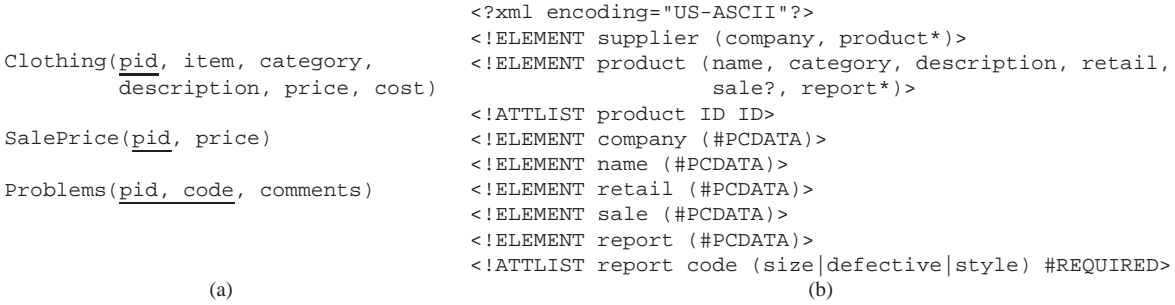 Clothing(pid, item, category,
description, price, cost)
SalePrice(pid, price)
Problems(pid, code, comments)
(a)
<?xml encoding="US-ASCII"?>
<!ELEMENT supplier (company, product*)>
<!ELEMENT product (name, category, description, retail,
sale?, report*)>
<!ATTLIST product ID ID>
<!ELEMENT company (#PCDATA)>
<!ELEMENT name (#PCDATA)>
<!ELEMENT retail (#PCDATA)>
<!ELEMENT sale (#PCDATA)>
<!ELEMENT report (#PCDATA)>
<!ATTLIST report code (size|defective|style) #REQUIRED>
(b)